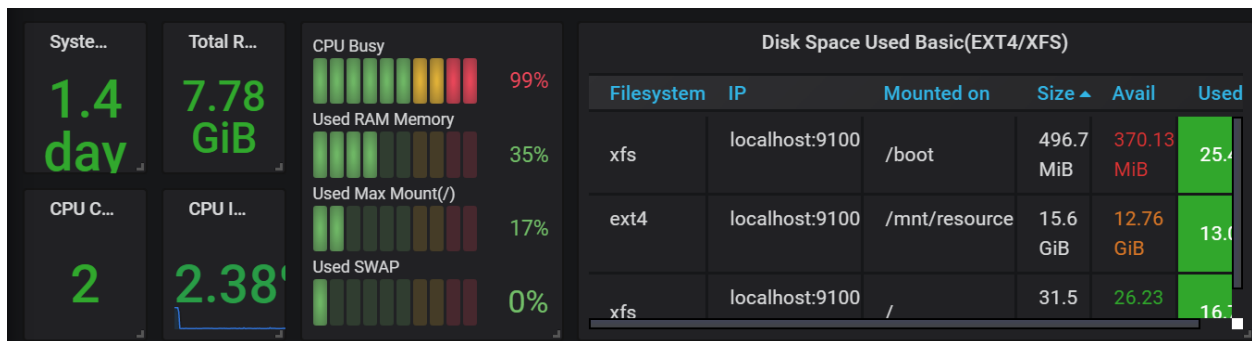 Syste...
1.4
day
Total R...
7.78
GiB
CPU C...
2
CPU I...
2.38
CPU Busy
99%
Used RAM Memory
35%
Used Max Mount(/)
17%
Used SWAP
0%
Disk Space Used Basic(EXT4/XFS)
Filesystem IP Mounted on Size Avail Used
xfs localhost:9100 /boot 496.7 MiB 370.13 MiB 25.4
ext4 localhost:9100 /mnt/resource 15.6 GiB 12.76 GiB 13.0
xfs localhost:9100 / 31.5 26.23 16.7